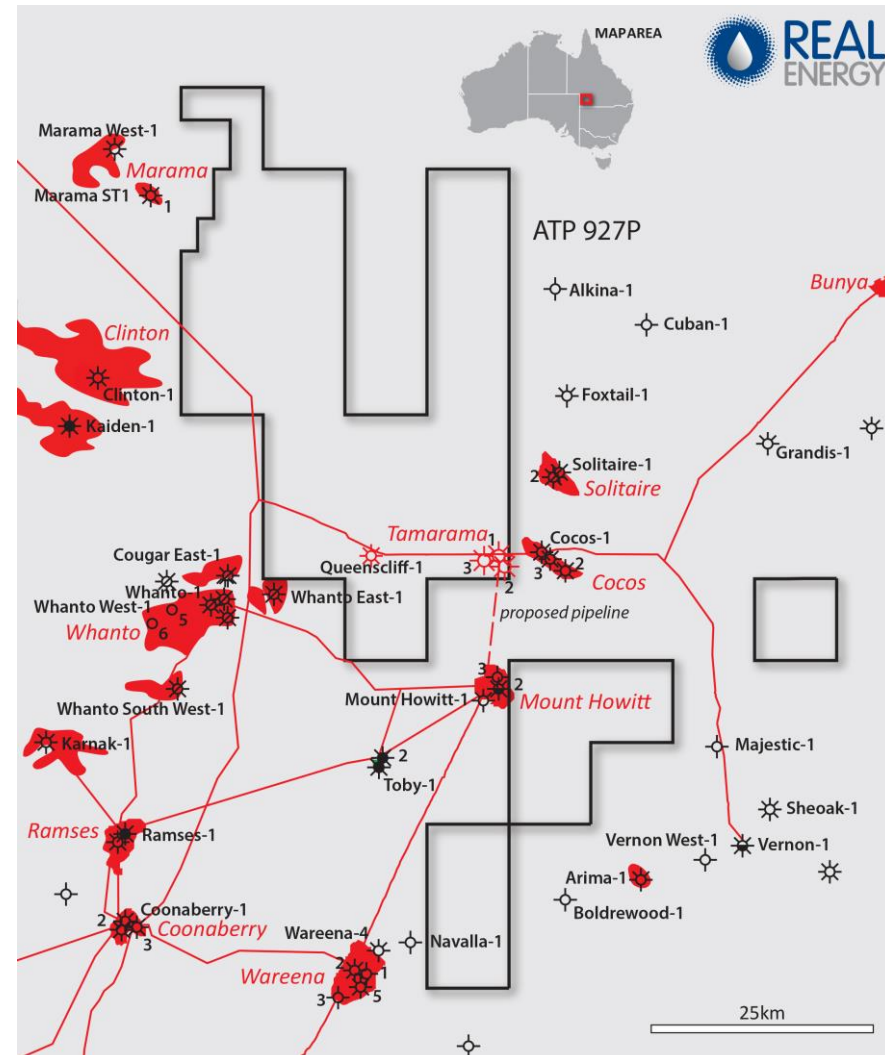 MAPAREA
REAL
ENERGY
Marama West-1
Marama
Marama ST1
1
ATP 927P
Bunya
Alkina-1
Cuban-1
Clinton
Clinton-1
Foxtail-1
Kaiden-1
Grandis-1
Solitaire-1
2
Solitaire
Tamarama
1
Cocos-1
Queenscliff-1
3
2
3
2
Cocos
Cougar East-1
Whanto-1
Whanto East-1
Whanto West-1
5
6
Whanto
proposed pipeline
3
2
Whanto South West-1
Mount Howitt-1
Mount Howitt
Karnak-1
2
Toby-1
Majestic-1
Sheoak-1
Ramses
Ramses-1
Vernon West-1
Vernon-1
Arima-1
Boldrewood-1
Coonaberry-1
2
3
Coonaberry
Wareena-4
Navalla-1
2
1
Wareena
3
5
25km